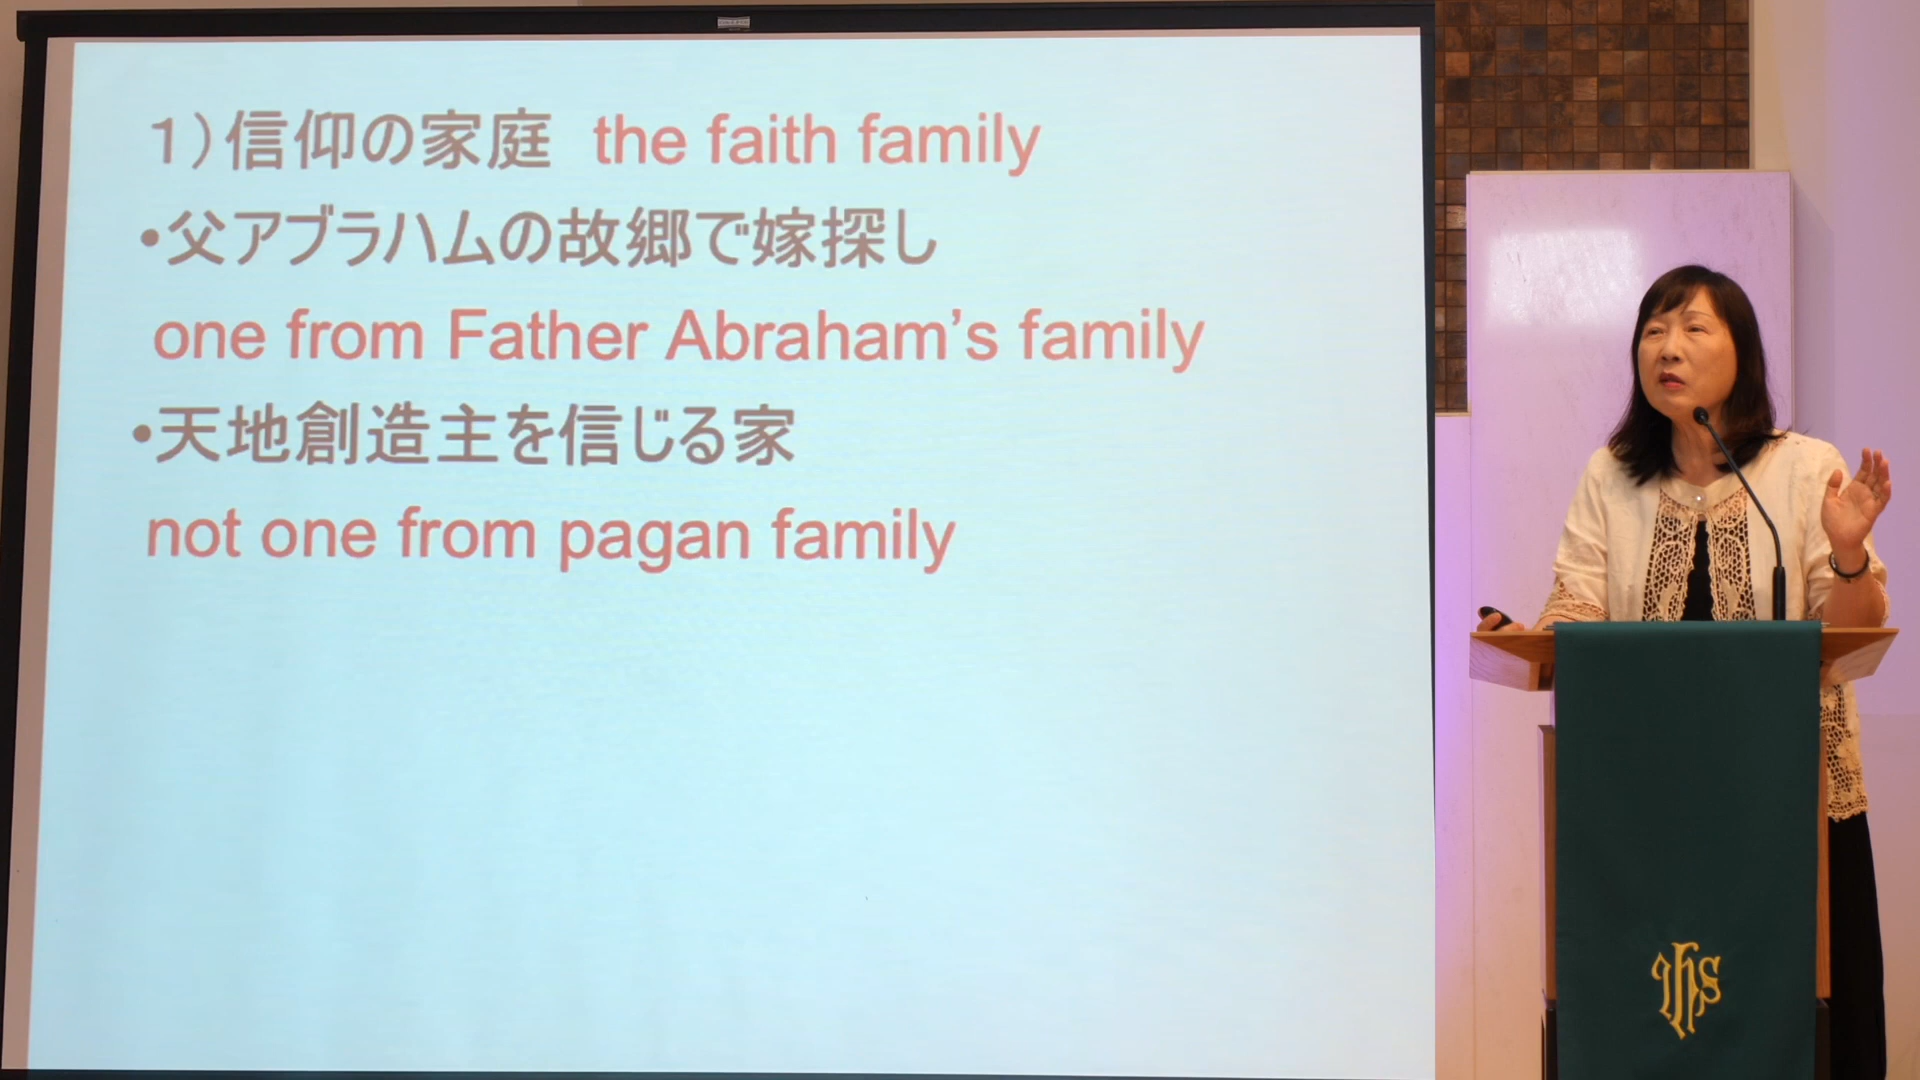 1）信仰の家庭 the faith family
•父アブラハムの故郷で嫁探し
one from Father Abraham’s family
•天地創造主を信じる家
not one from pagan family
IHS